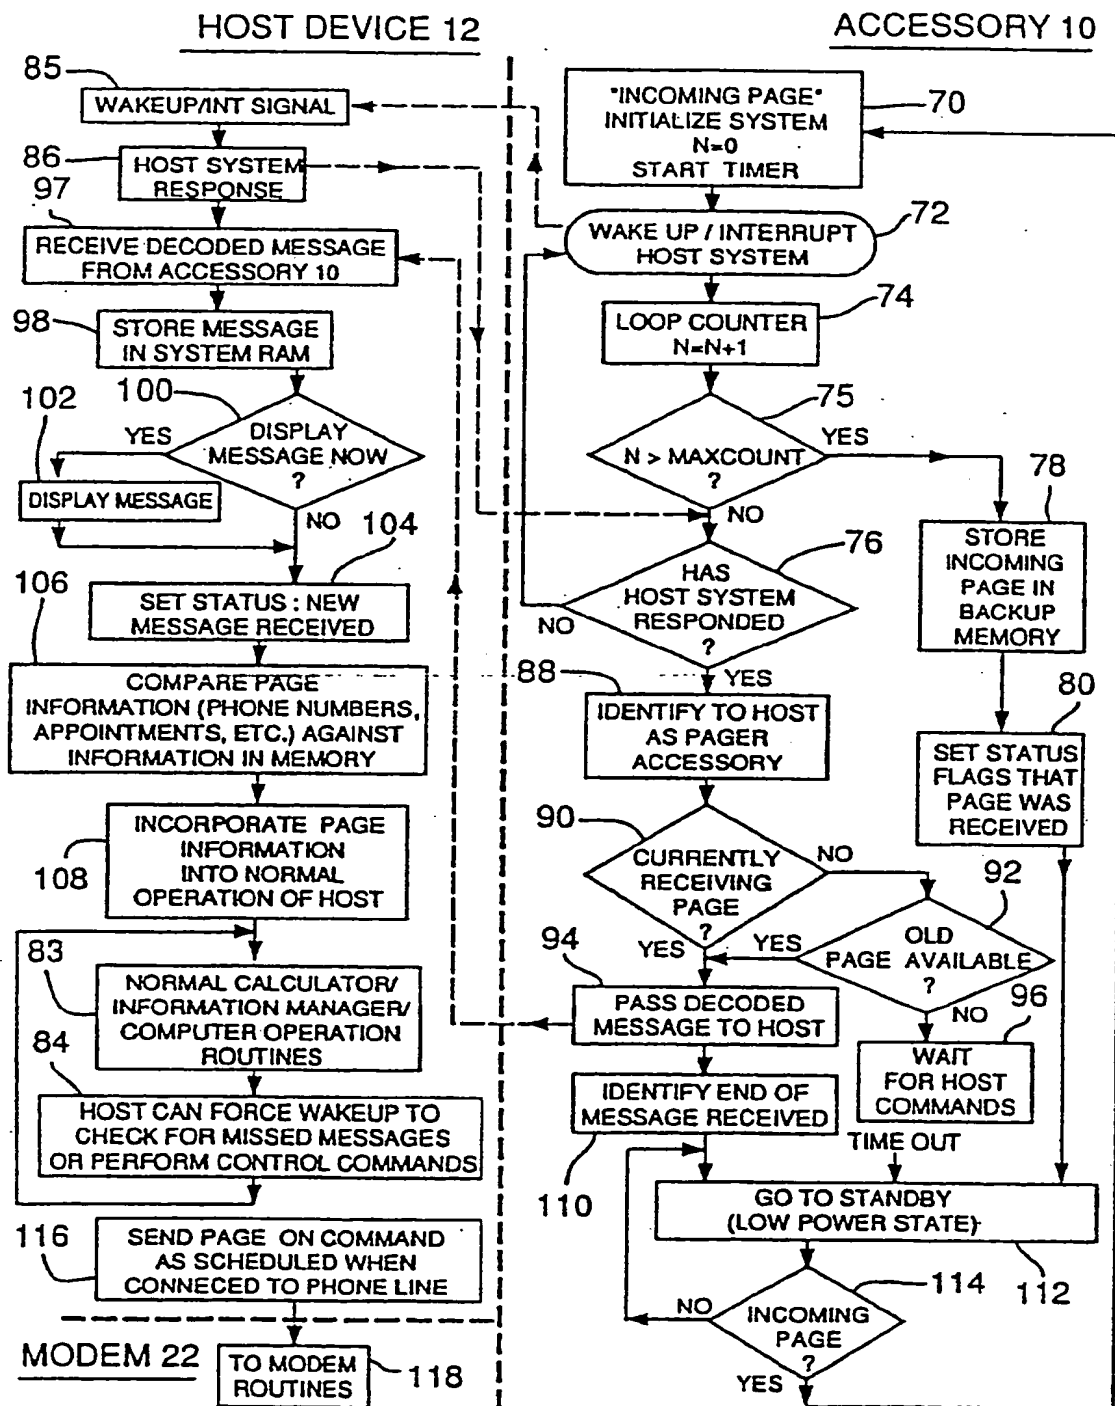 HOST DEVICE 12
85
WAKEUP/INT SIGNAL
86
HOST SYSTEM
RESPONSE
97
RECEIVE DECODED MESSAGE
FROM ACCESSORY 10
98
STORE MESSAGE
IN SYSTEM RAM
100
102
YES
DISPLAY
MESSAGE NOW
?
DISPLAY MESSAGE
NO
104
106
SET STATUS : NEW
MESSAGE RECEIVED
COMPARE PAGE
INFORMATION (PHONE NUMBERS,
APPOINTMENTS, ETC.) AGAINST
INFORMATION IN MEMORY
108
INCORPORATE PAGE
INFORMATION
INTO NORMAL
OPERATION OF HOST
83
NORMAL CALCULATOR/
INFORMATION MANAGER/
COMPUTER OPERATION
ROUTINES
84
HOST CAN FORCE WAKEUP TO
CHECK FOR MISSED MESSAGES
OR PERFORM CONTROL COMMANDS
116
SEND PAGE ON COMMAND
AS SCHEDULED WHEN
CONNECED TO PHONE LINE
MODEM 22
TO MODEM
ROUTINES
118
ACCESSORY 10
"INCOMING PAGE"
INITIALIZE SYSTEM
N=0
START TIMER
70
WAKE UP / INTERRUPT
HOST SYSTEM
72
LOOP COUNTER
N=N+1
74
75
N > MAXCOUNT
?
YES
NO
78
STORE
INCOMING
PAGE IN
BACKUP
MEMORY
76
HAS
HOST SYSTEM
RESPONDED
?
NO
YES
80
SET STATUS
FLAGS THAT
PAGE WAS
RECEIVED
88
IDENTIFY TO HOST
AS PAGER
ACCESSORY
90
CURRENTLY
RECEIVING
PAGE
?
NO
YES
92
OLD
PAGE AVAILABLE
?
YES
NO
94
PASS DECODED
MESSAGE TO HOST
96
WAIT
FOR HOST
COMMANDS
IDENTIFY END OF
MESSAGE RECEIVED
110
TIME OUT
GO TO STANDBY
(LOW POWER STATE)
112
114
INCOMING
PAGE
?
NO
YES